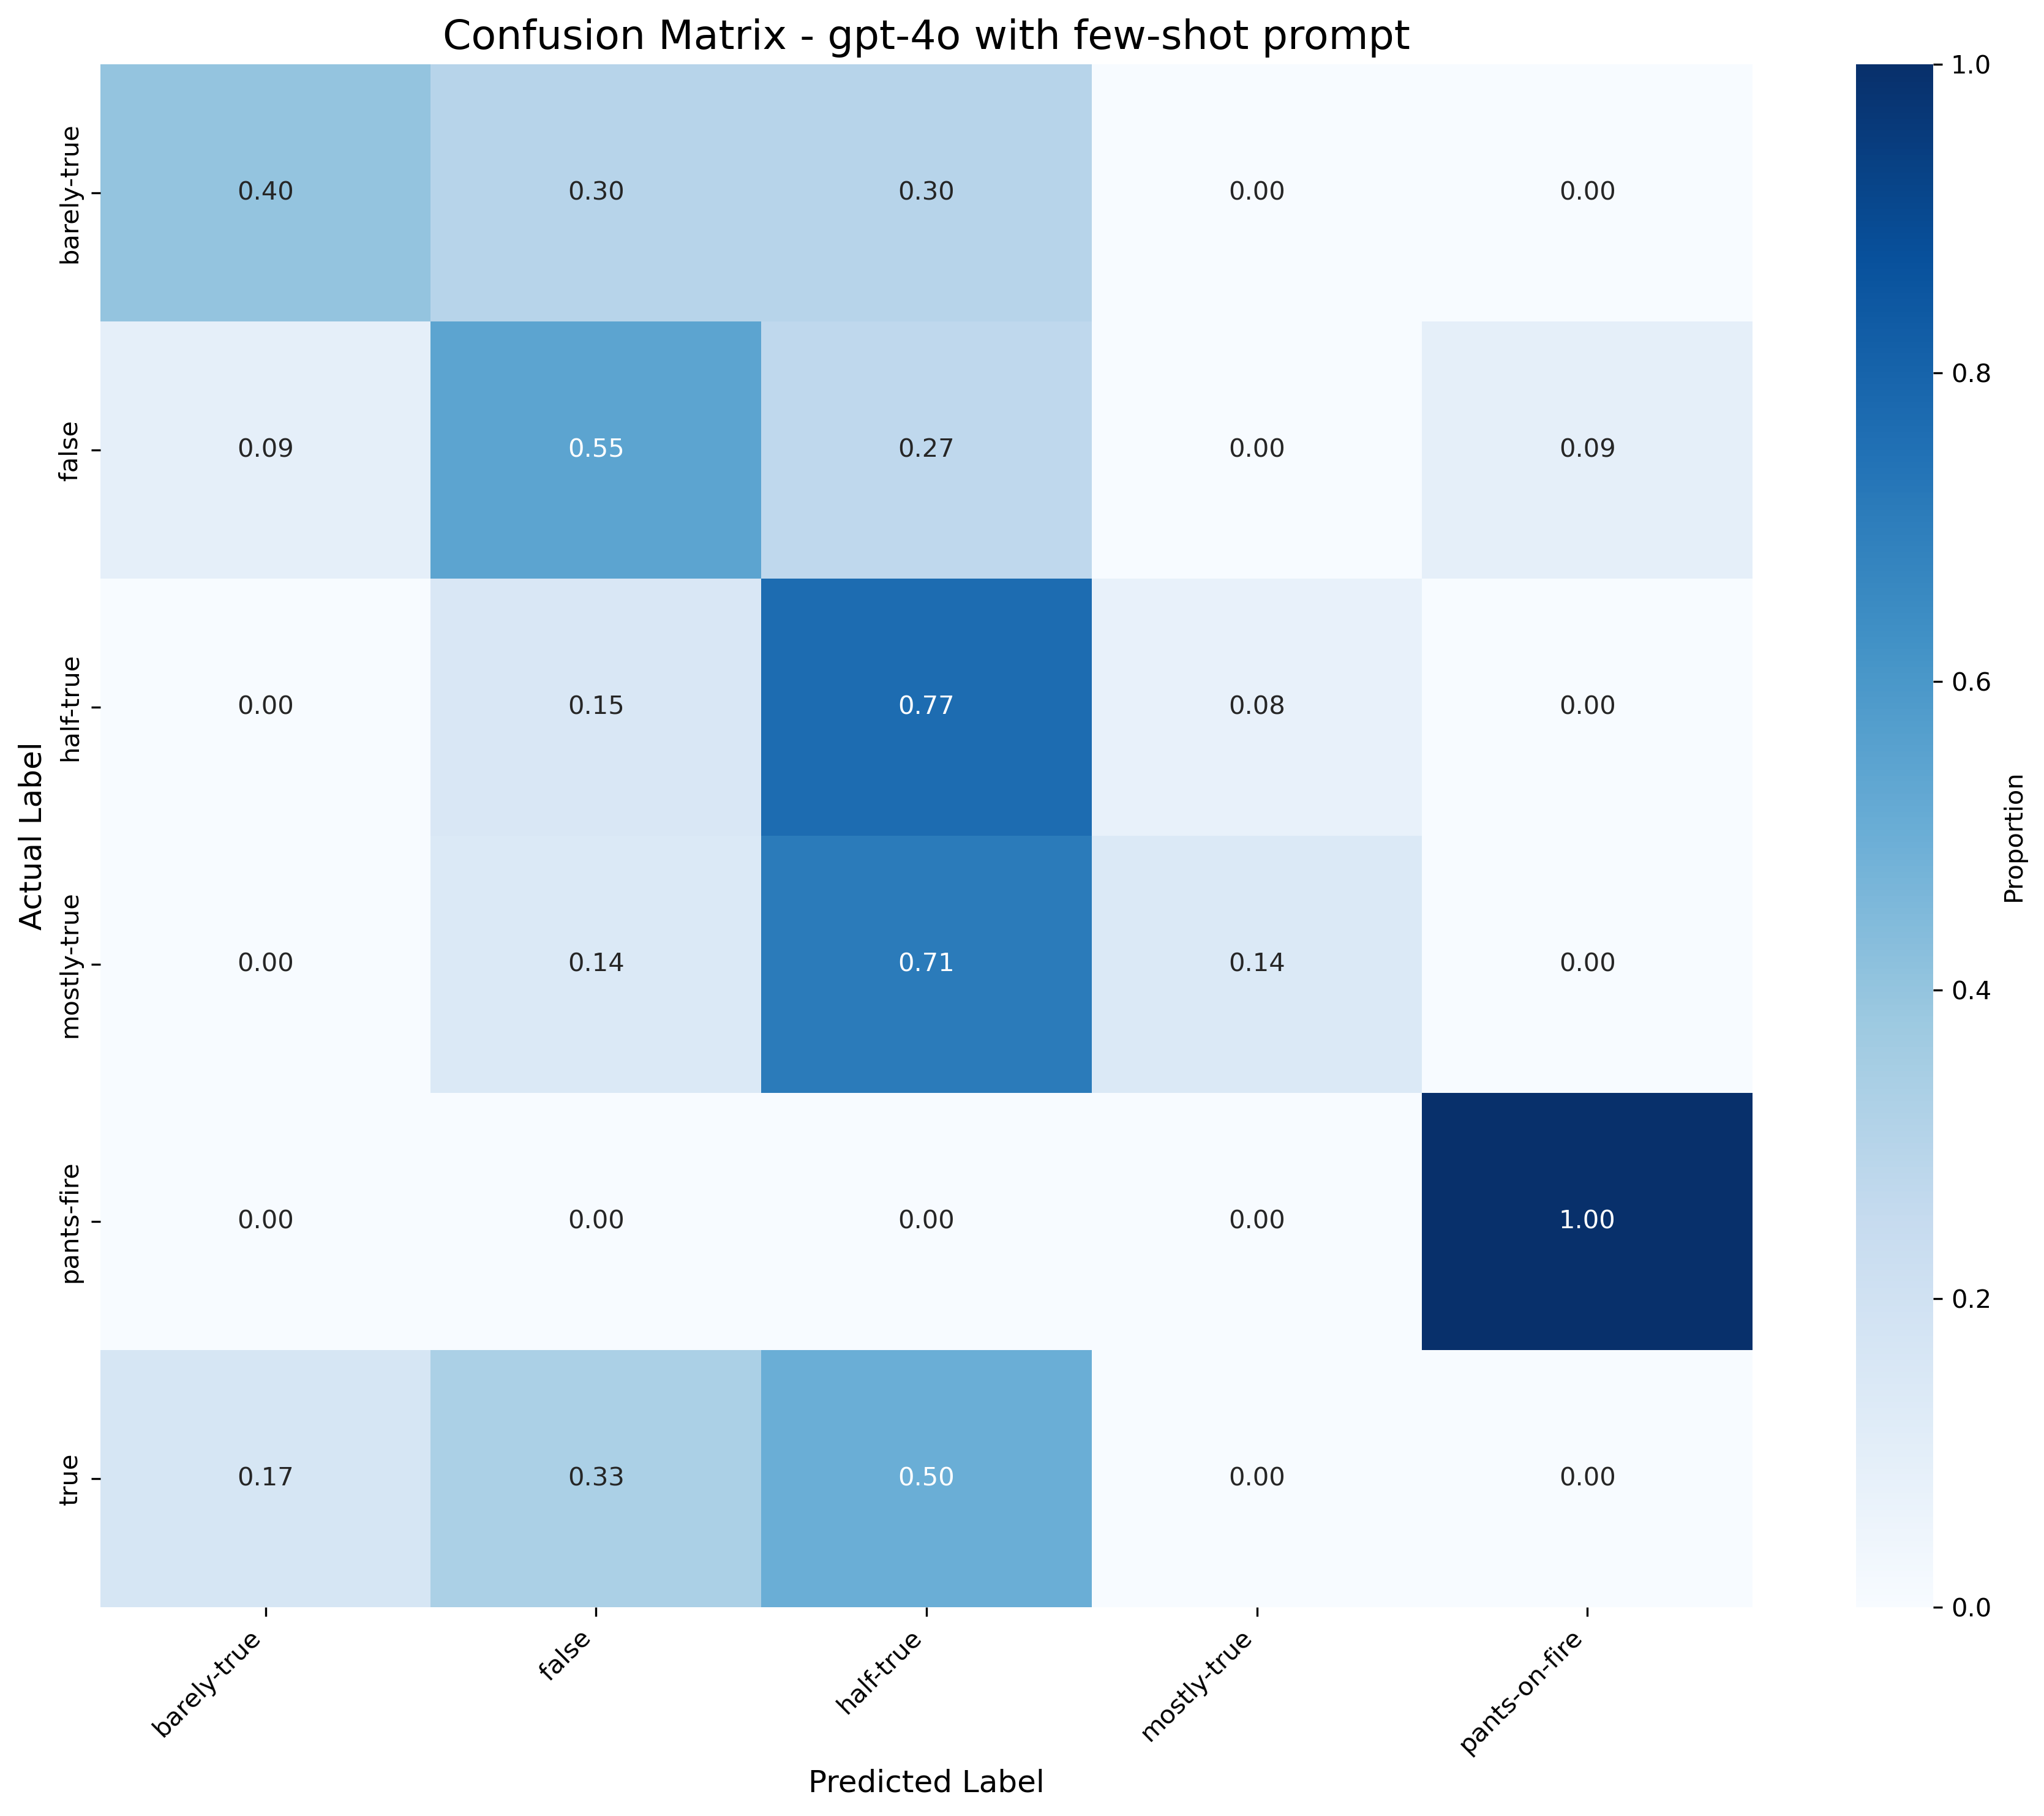 Confusion Matrix - gpt-4o with few-shot prompt
Actual Label
barely-true
0.40 0.30 0.30 0.00 0.00
false
0.09 0.55 0.27 0.00 0.09
half-true
0.00 0.15 0.77 0.08 0.00
mostly-true
0.00 0.14 0.71 0.14 0.00
pants-fire
0.00 0.00 0.00 0.00 1.00
true
0.17 0.33 0.50 0.00 0.00
barely-true
false
half-true
mostly-true
pants-on-fire
Predicted Label
1.0
0.8
0.6
0.4
0.2
0.0
Proportion